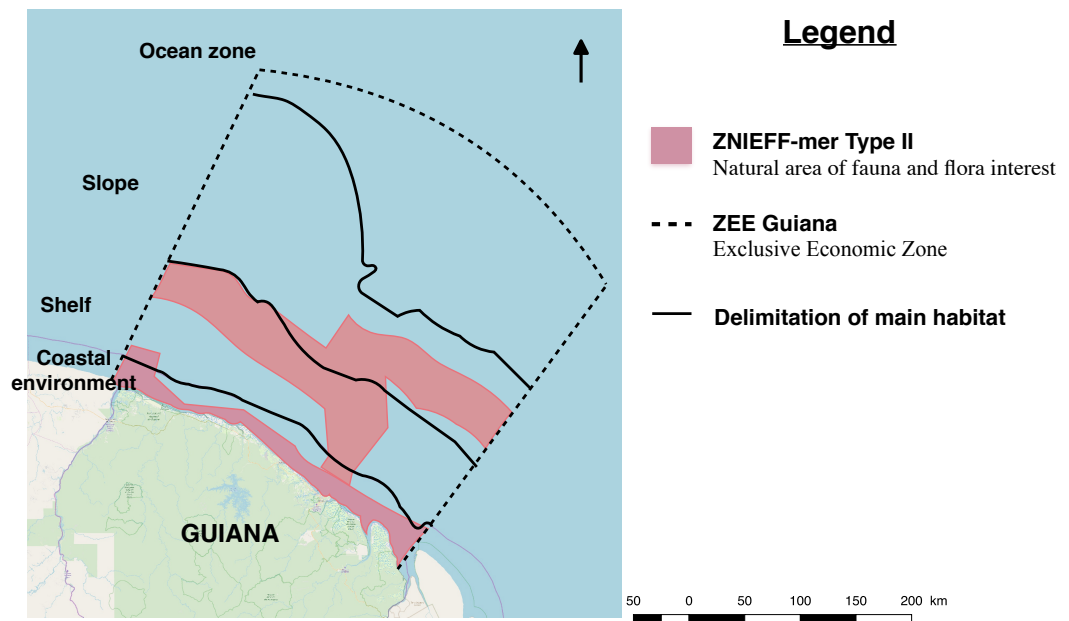 Ocean zone
Slope
Shelf
Coastal
environment
GUIANA
Legend
ZNIEFF-mer Type II
Natural area of fauna and flora interest
ZEE Guiana
Exclusive Economic Zone
Delimitation of main habitat
50 0 50 100 150 200 km